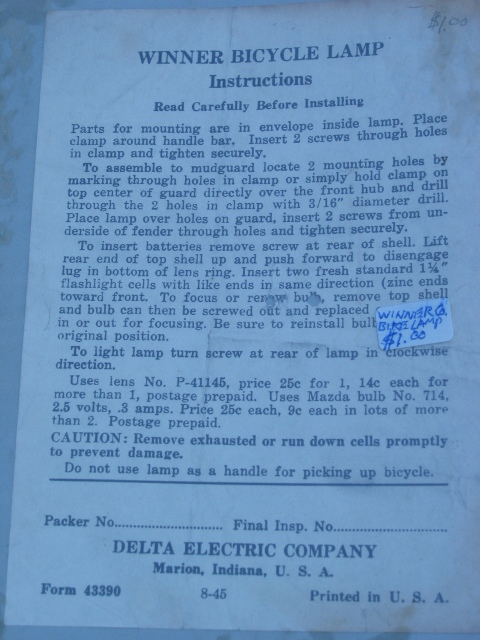 $1.00
WINNER BICYCLE LAMP
Instructions
Read Carefully Before Installing
Parts for mounting are in envelope inside lamp. Place
clamp around handle bar. Insert 2 screws through holes
in clamp and tighten securely.
To assemble to mudguard locate 2 mounting holes by
marking through holes in clamp or simply hold clamp on
top center of guard directly over the front hub and drill
through the 2 holes in clamp with 3/16" diameter drill.
Place lamp over holes on guard, insert 2 screws from un-
derside of fender through holes and tighten securely.
To insert batteries remove screw at rear of shell. Lift
rear end of top shell up and push forward to disengage
lug in bottom of lens ring. Insert two fresh standard 1¼"
flashlight cells with like ends in same direction (zinc ends
toward front. To focus or renew bulb, remove top shell
and bulb can then be screwed out and replaced
in or out for focusing. Be sure to reinstall bulb
original position.
WINNER CO.
BIKE LAMP
$1.00
To light lamp turn screw at rear of lamp in clockwise
direction.
Uses lens No. P-41145, price 25c for 1, 14c each for
more than 1, postage prepaid. Uses Mazda bulb No. 714,
2.5 volts, .3 amps. Price 25c each, 9c each in lots of more
than 2. Postage prepaid.
CAUTION: Remove exhausted or run down cells promptly
to prevent damage.
Do not use lamp as a handle for picking up bicycle.
Packer No............................ Final Insp. No.............................
DELTA ELECTRIC COMPANY
Marion, Indiana, U. S. A.
Form 43390 8-45 Printed in U. S. A.